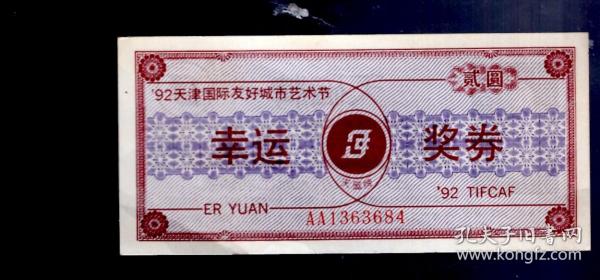 贰圆
'92天津国际友好城市艺术节
幸运 奖券
'92 TIFCAF
ER YUAN
AA1363684
孔夫子旧书网
www.kongfz.com